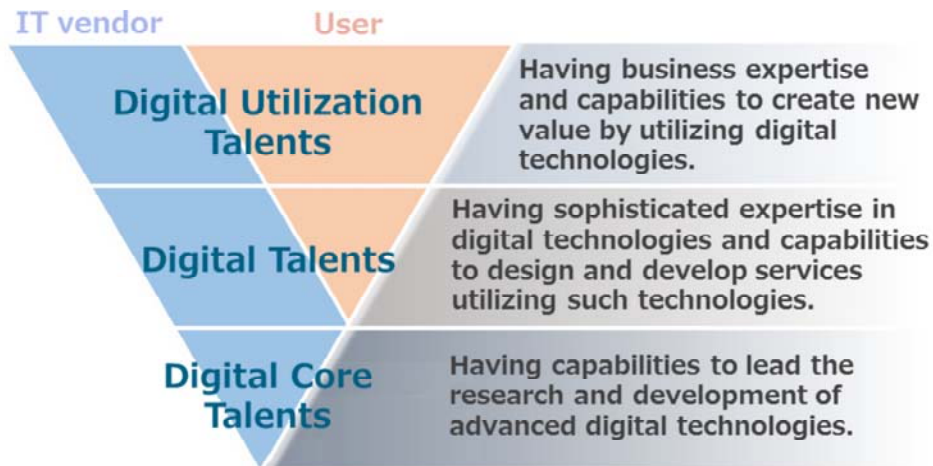 IT vendor
User
Digital Utilization
Talents
Having business expertise
and capabilities to create new
value by utilizing digital
technologies.
Digital Talents
Having sophisticated expertise in
digital technologies and capabilities
to design and develop services
utilizing such technologies.
Digital Core
Talents
Having capabilities to lead the
research and development of
advanced digital technologies.